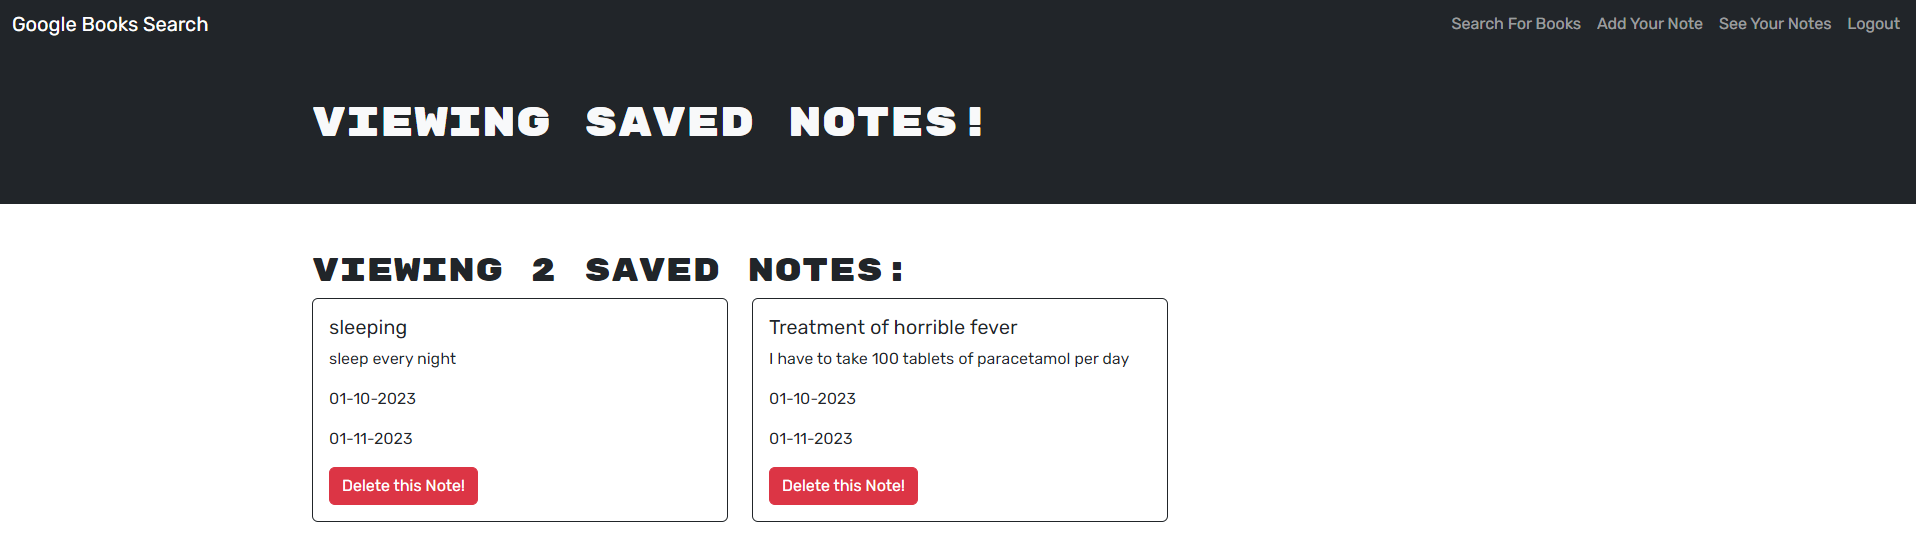 Google Books Search
Search For Books Add Your Note See Your Notes Logout
VIEWING SAVED NOTES!
VIEWING 2 SAVED NOTES:
sleeping
sleep every night
01-10-2023
01-11-2023
Delete this Note!
Treatment of horrible fever
I have to take 100 tablets of paracetamol per day
01-10-2023
01-11-2023
Delete this Note!